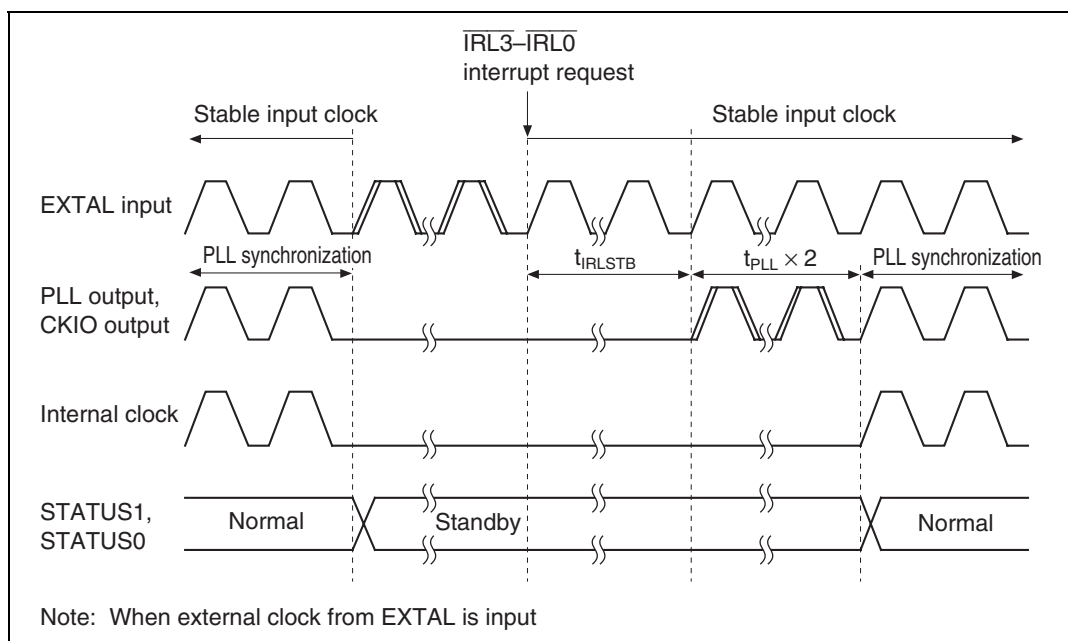 IRL3–IRL0
interrupt request
Stable input clock
Stable input clock
EXTAL input
PLL synchronization
tIRLSTB
tPLL × 2
PLL synchronization
PLL output,
CKIO output
Internal clock
STATUS1,
STATUS0
Normal
Standby
Normal
Note: When external clock from EXTAL is input